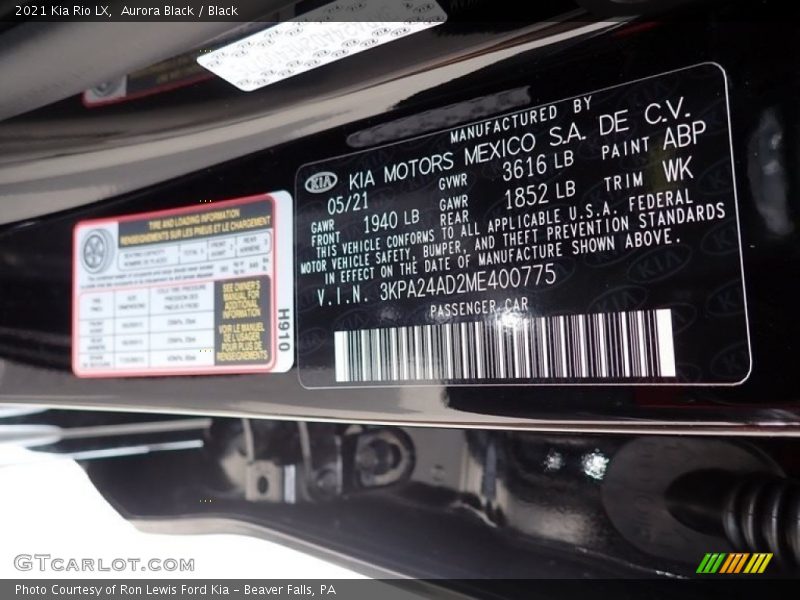 2021 Kia Rio LX, Aurora Black / Black
MANUFACTURED BY
KIA KIA MOTORS MEXICO S.A. DE C.V.
05/21 GVWR 3616 LB PAINT ABP
GAWR FRONT 1940 LB GAWR REAR 1852 LB TRIM WK
THIS VEHICLE CONFORMS TO ALL APPLICABLE U.S.A. FEDERAL
MOTOR VEHICLE SAFETY, BUMPER, AND THEFT PREVENTION STANDARDS
IN EFFECT ON THE DATE OF MANUFACTURE SHOWN ABOVE.
V.I.N. 3KPA24AD2ME400775
PASSENGER CAR
TIRE AND LOADING INFORMATION
RENSEIGNEMENTS SUR LES PNEUS ET LE CHARGEMENT
SEE OWNER'S
MANUAL FOR
ADDITIONAL
INFORMATION
VOIR LE MANUEL
DE L'USAGER
POUR PLUS DE
RENSEIGNEMENTS
H910
GTcarlot.com
Photo Courtesy of Ron Lewis Ford Kia – Beaver Falls, PA